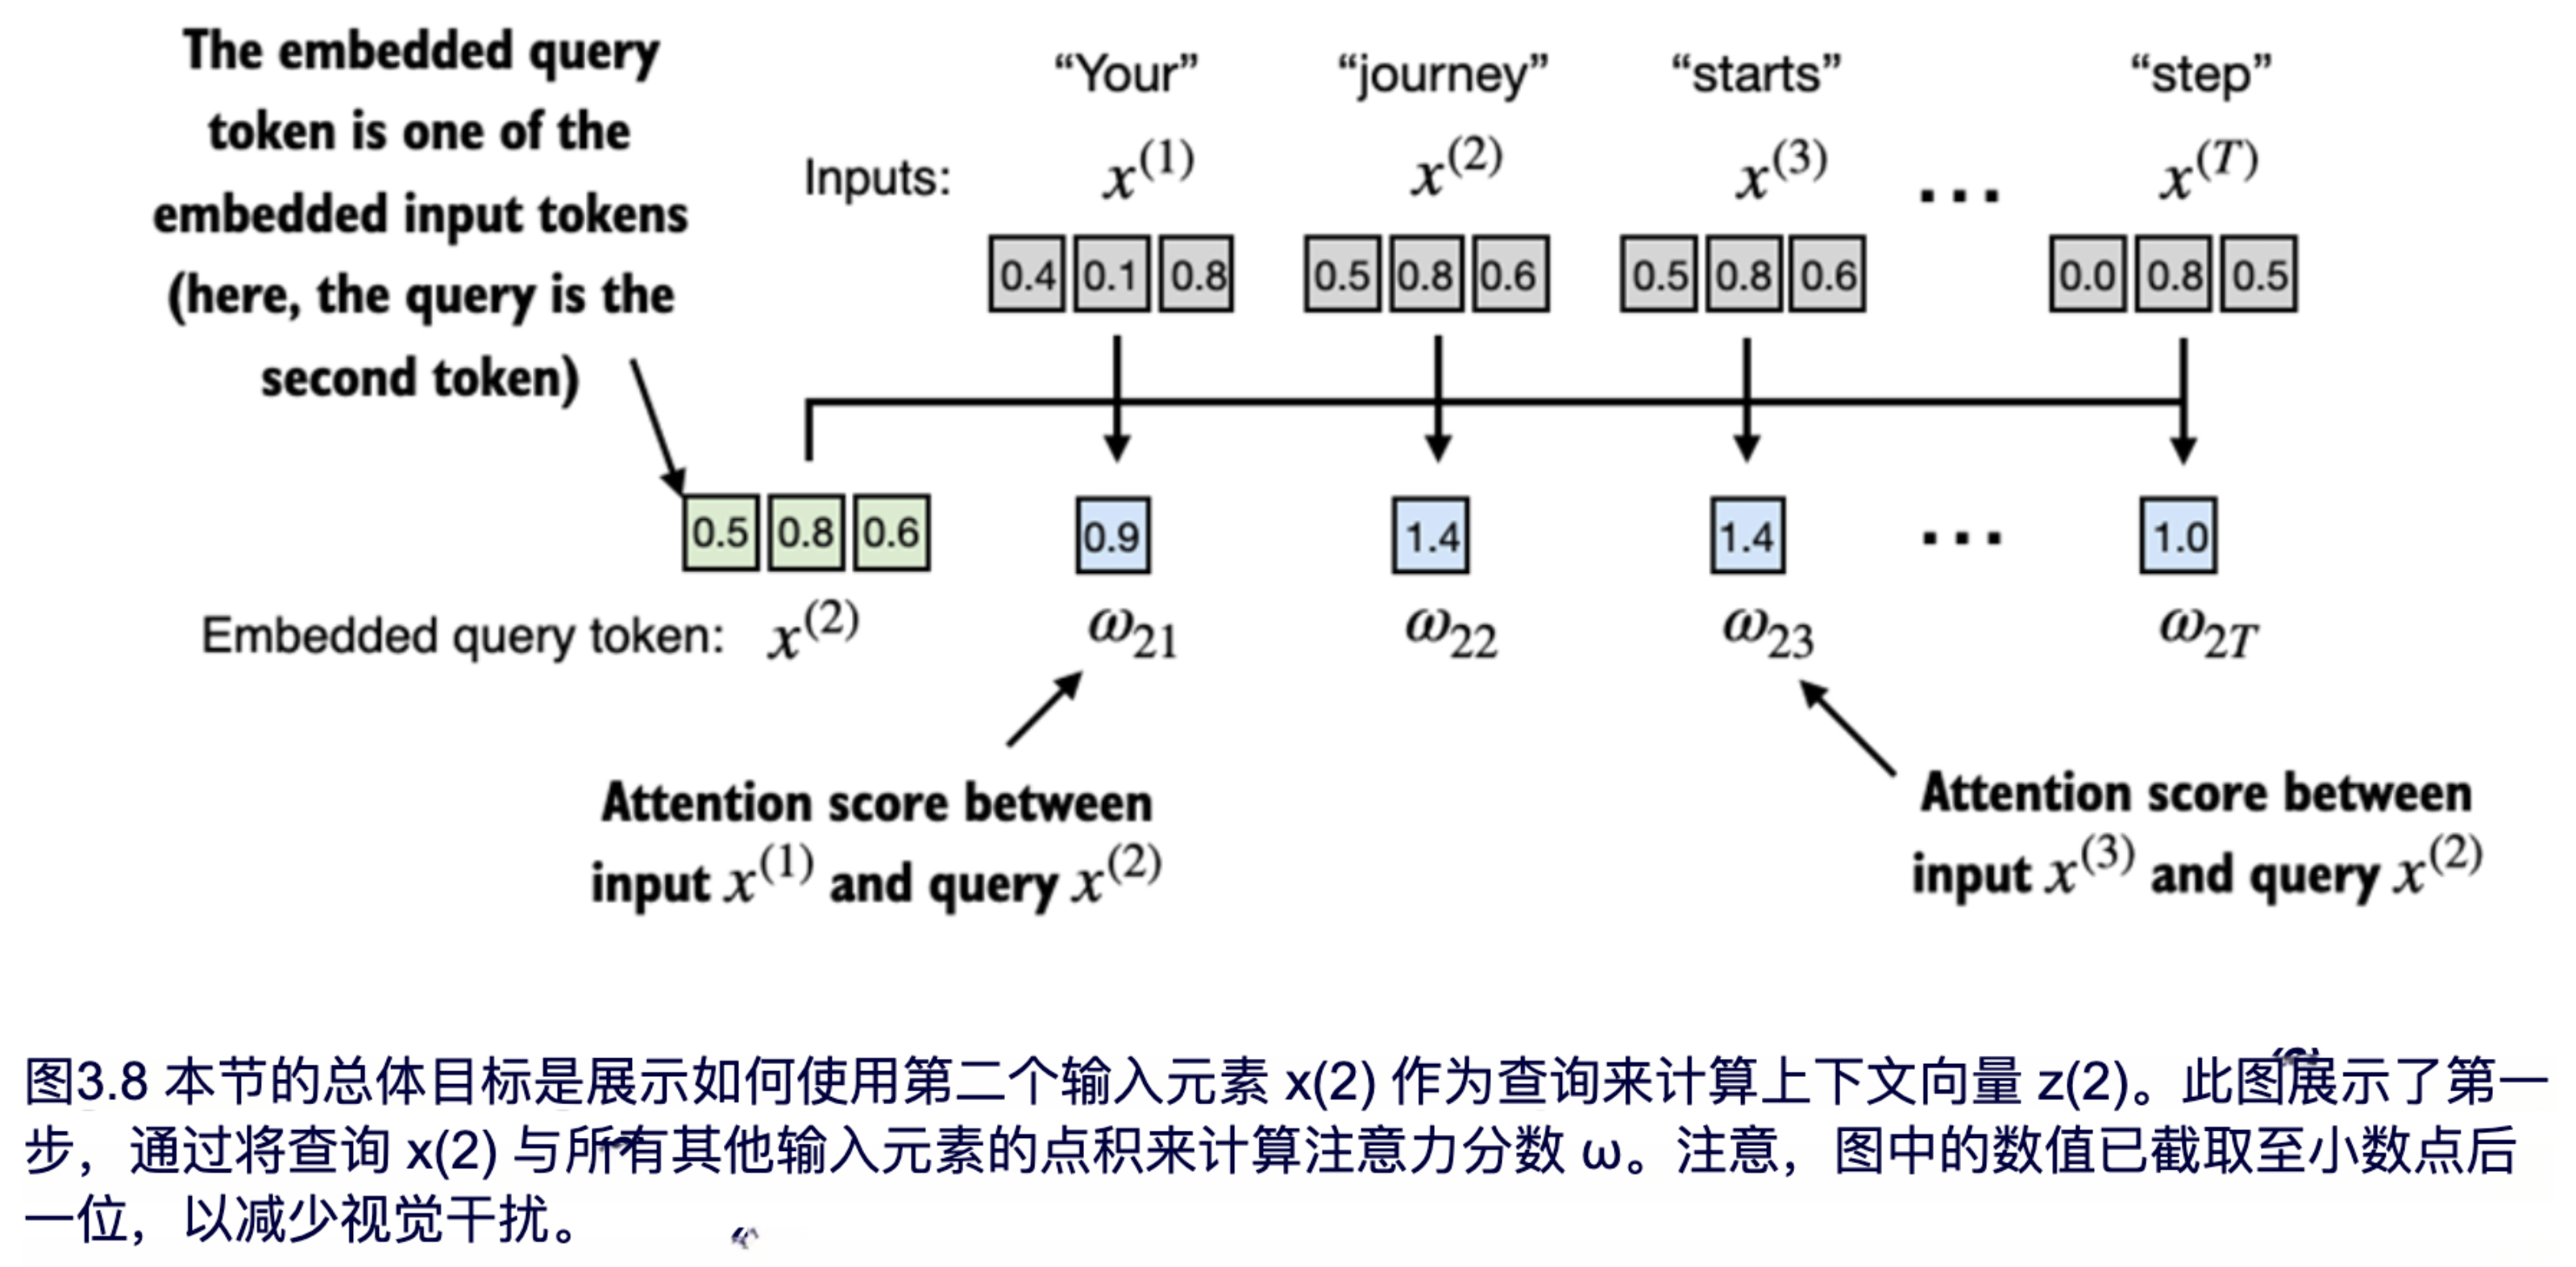 The embedded query
token is one of the
embedded input tokens
(here, the query is the
second token)
“Your” “journey” “starts” “step”
Inputs: x(1) x(2) x(3) ... x(T)
0.4 0.1 0.8 0.5 0.8 0.6 0.5 0.8 0.6 0.0 0.8 0.5
0.5 0.8 0.6 0.9 1.4 1.4 ... 1.0
Embedded query token: x(2) ω21 ω22 ω23 ω2T
Attention score between
input x(1) and query x(2)
Attention score between
input x(3) and query x(2)
图3.8 本节的总体目标是展示如何使用第二个输入元素 x(2) 作为查询来计算上下文向量 z(2)。此图展示了第一
步，通过将查询 x(2) 与所有其他输入元素的点积来计算注意力分数 ω。注意，图中的数值已截取至小数点后
一位，以减少视觉干扰。